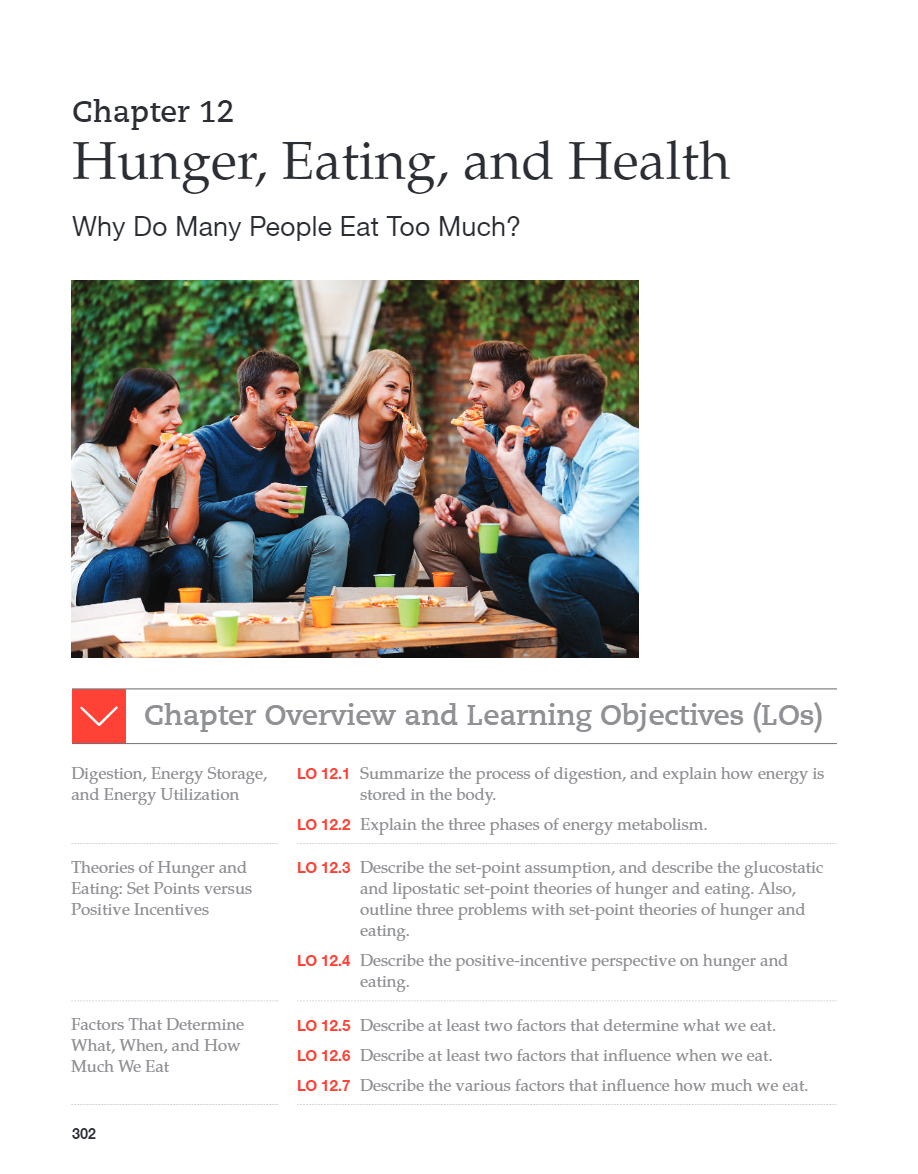 Chapter 12
Hunger, Eating, and Health
Why Do Many People Eat Too Much?
Chapter Overview and Learning Objectives (LOs)
Digestion, Energy Storage,
and Energy Utilization
LO 12.1 Summarize the process of digestion, and explain how energy is
stored in the body.
LO 12.2 Explain the three phases of energy metabolism.
Theories of Hunger and
Eating: Set Points versus
Positive Incentives
LO 12.3 Describe the set-point assumption, and describe the glucostatic
and lipostatic set-point theories of hunger and eating. Also,
outline three problems with set-point theories of hunger and
eating.
LO 12.4 Describe the positive-incentive perspective on hunger and
eating.
Factors That Determine
What, When, and How
Much We Eat
LO 12.5 Describe at least two factors that determine what we eat.
LO 12.6 Describe at least two factors that influence when we eat.
LO 12.7 Describe the various factors that influence how much we eat.
302